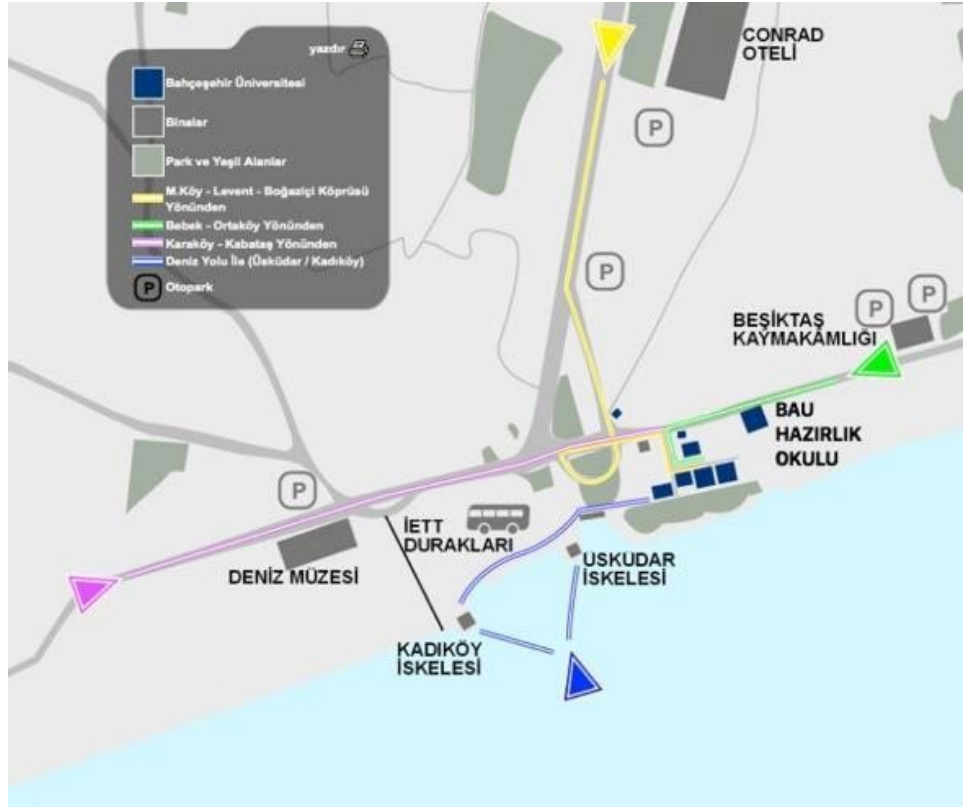 yazdır
Bahçeşehir Üniversitesi
Binalar
Park ve Yeşil Alanlar
M.Köy - Levent - Boğaziçi Köprüsü
Yönünden
Bebek - Ortaköy Yönünden
Karaköy - Kabataş Yönünden
Deniz Yolu İle (Üsküdar / Kadıköy)
P Otopark
CONRAD
OTELİ
P
P
P
P
BEŞİKTAŞ
KAYMAKAMLIĞI
BAU
HAZIRLIK
OKULU
P
İETT
DURAKLARI
DENİZ MÜZESİ
USKÜDAR
İSKELESİ
KADIKÖY
İSKELESİ